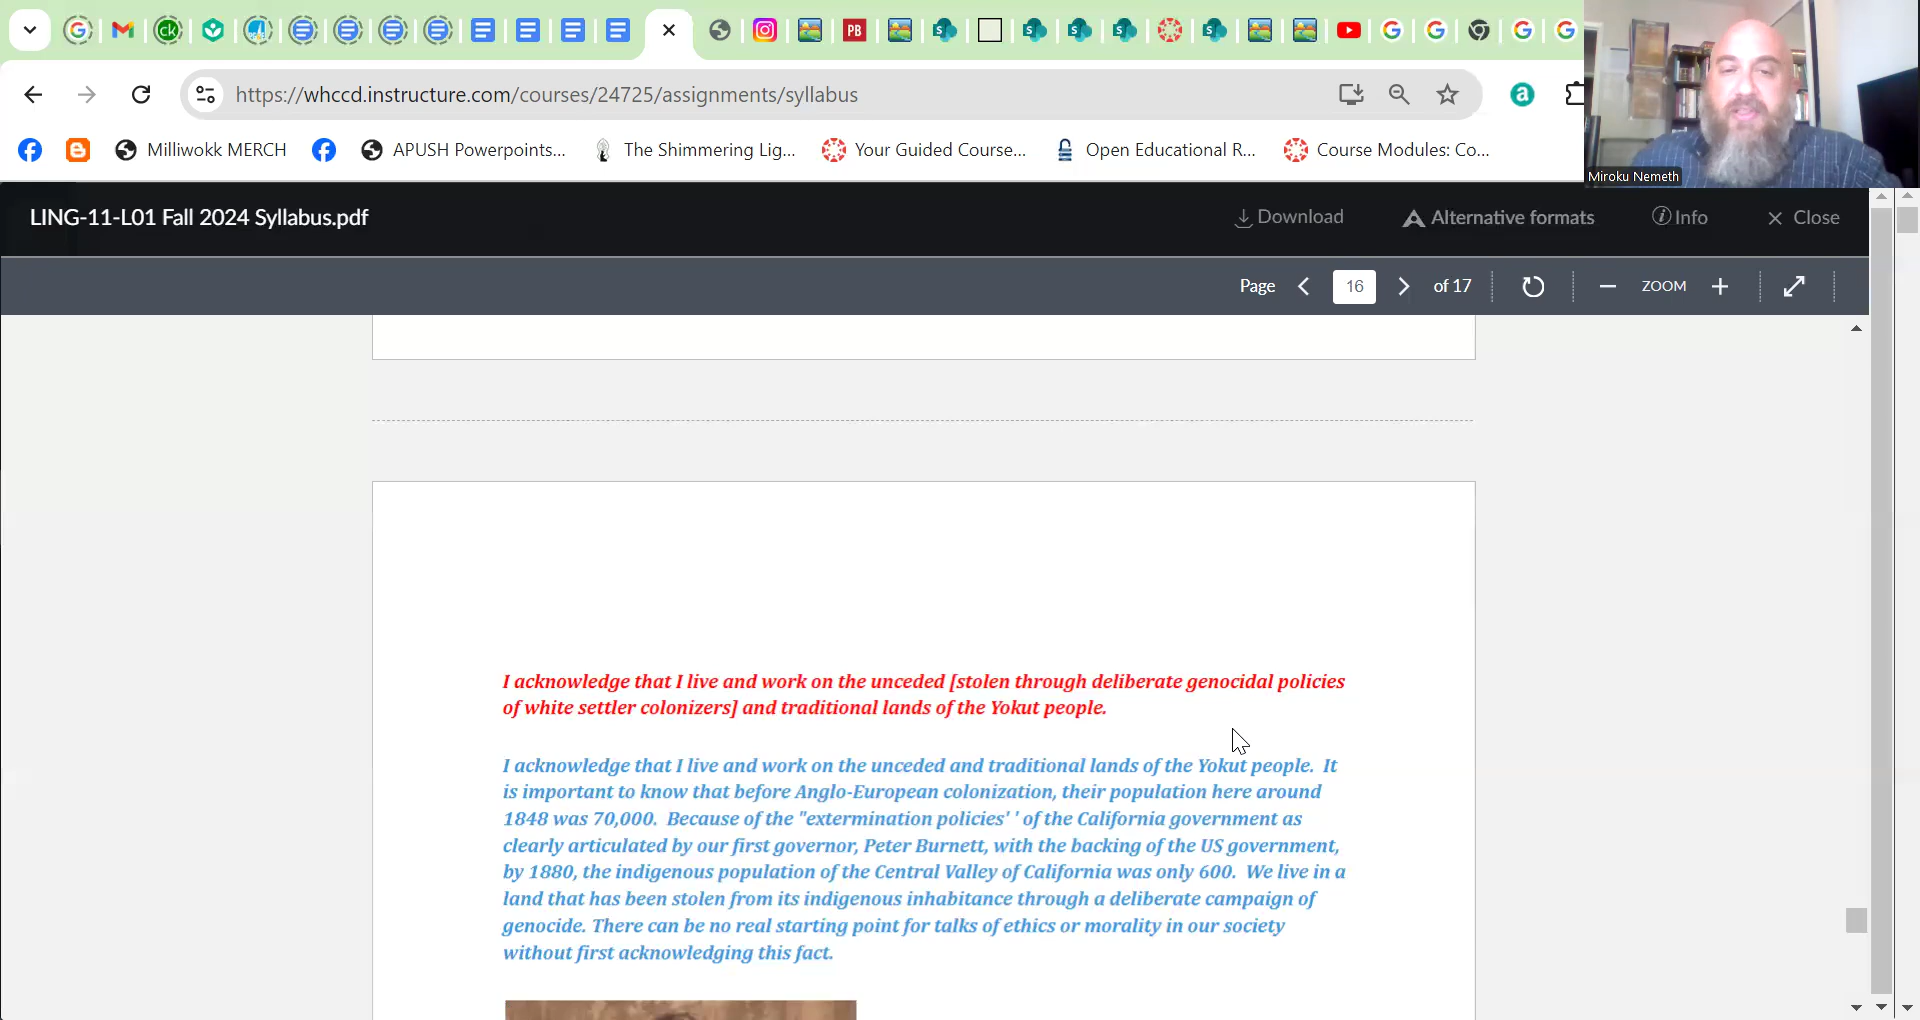 https://whccd.instructure.com/courses/24725/assignments/syllabus
Milliwokk MERCH
APUSH Powerpoints...
The Shimmering Lig...
Your Guided Course...
Open Educational R...
Course Modules: Co...
Miroku Nemeth
LING-11-L01 Fall 2024 Syllabus.pdf
Download
Alternative formats
Info
Close
Page 16 of 17
ZOOM
I acknowledge that I live and work on the unceded [stolen through deliberate genocidal policies
of white settler colonizers] and traditional lands of the Yokut people.
I acknowledge that I live and work on the unceded and traditional lands of the Yokut people.  It
is important to know that before Anglo-European colonization, their population here around
1848 was 70,000.  Because of the "extermination policies' ' of the California government as
clearly articulated by our first governor, Peter Burnett, with the backing of the US government,
by 1880, the indigenous population of the Central Valley of California was only 600.  We live in a
land that has been stolen from its indigenous inhabitance through a deliberate campaign of
genocide. There can be no real starting point for talks of ethics or morality in our society
without first acknowledging this fact.